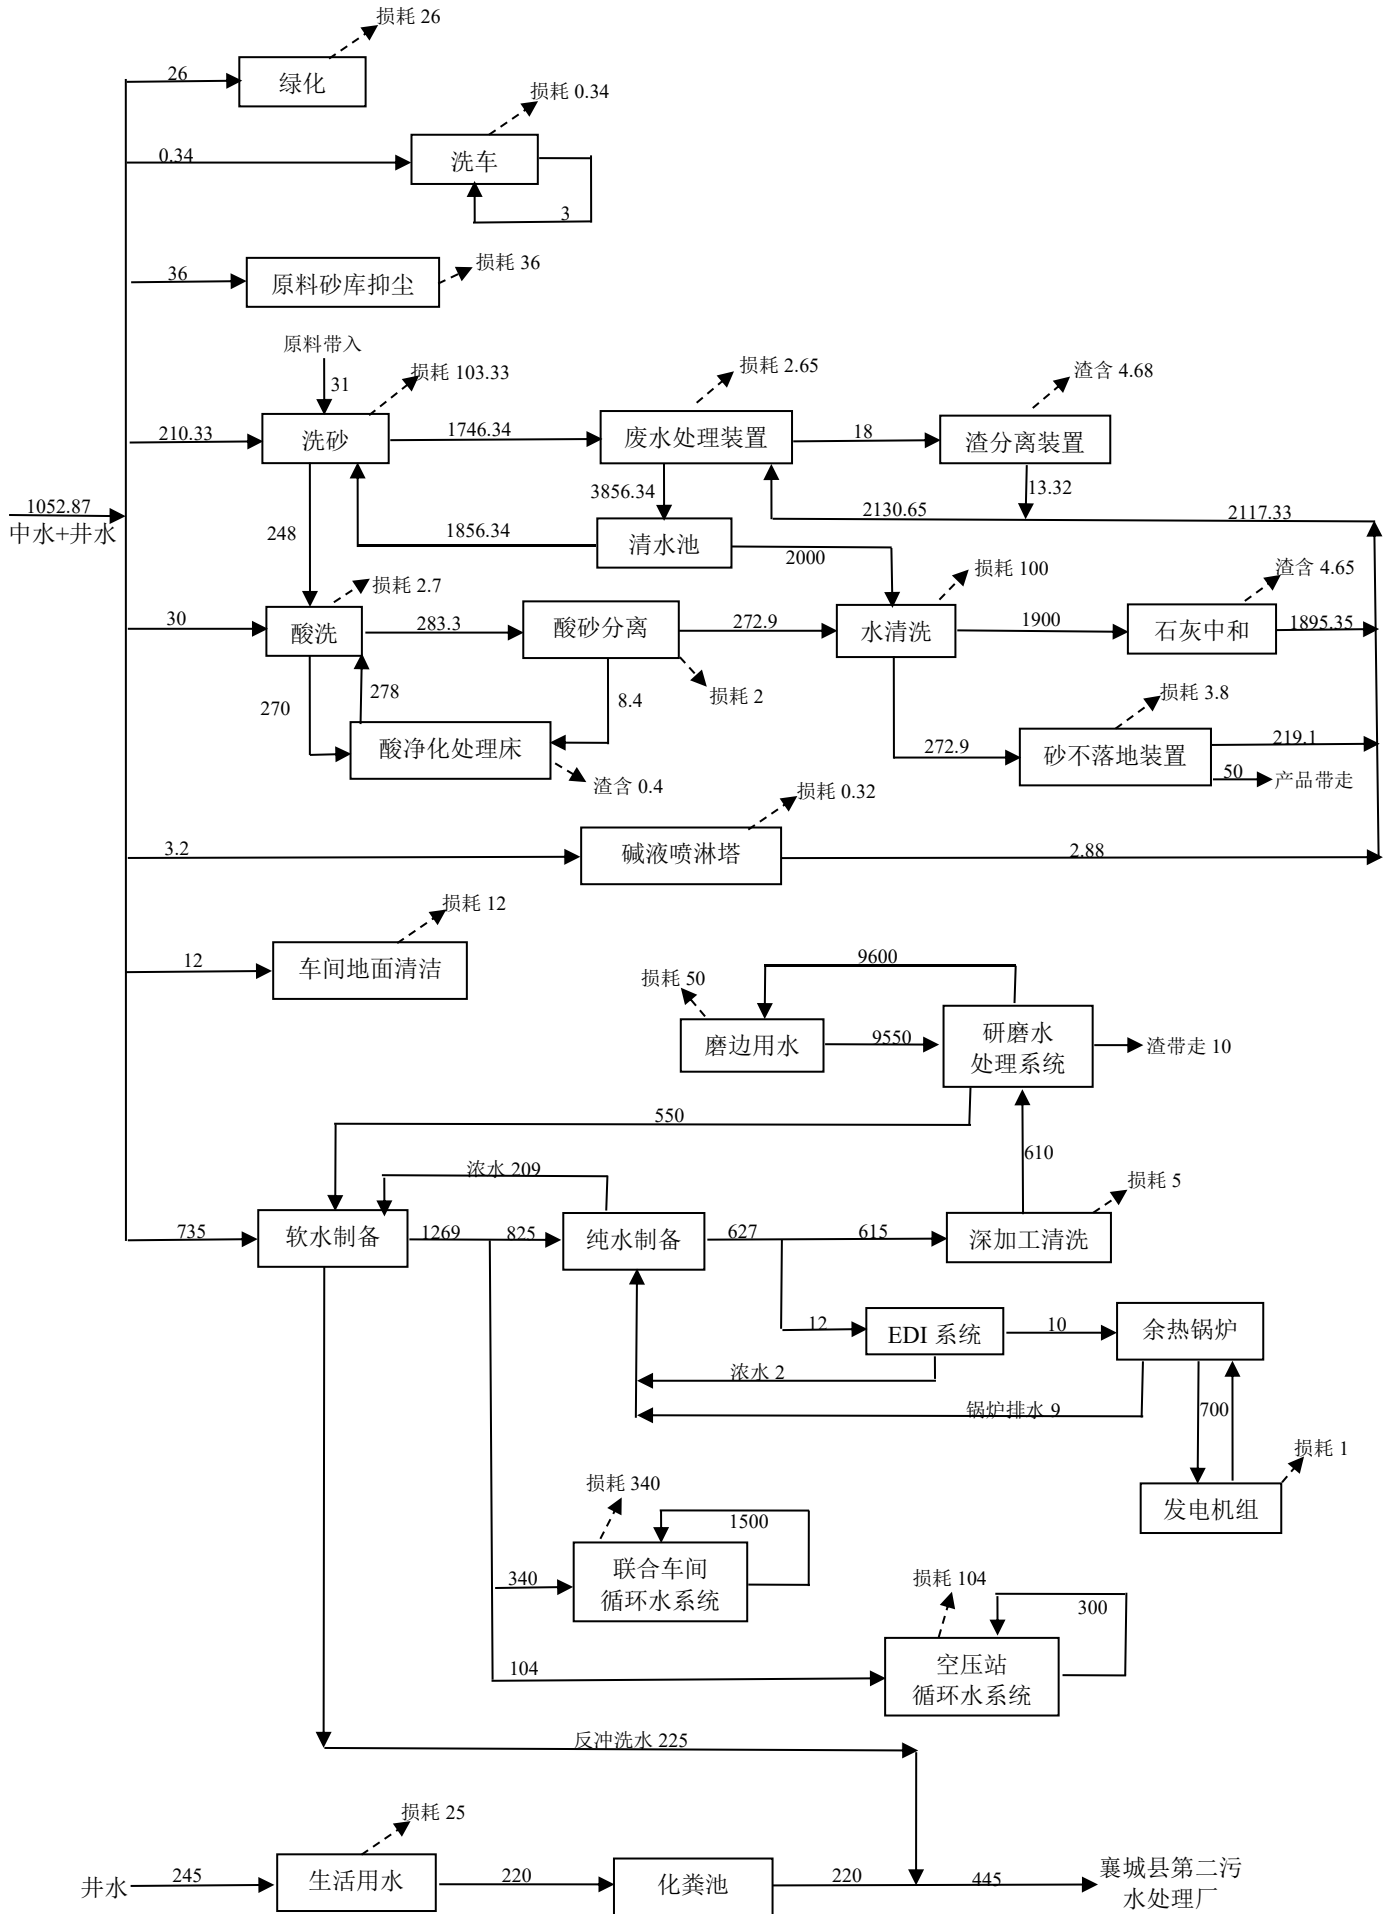 损耗 26
26
绿化
损耗 0.34
0.34
洗车
3
36
原料砂库抑尘
损耗 36
原料带入
31
损耗 103.33
210.33
洗砂
1746.34
损耗 2.65
废水处理装置
18
渣含 4.68
渣分离装置
13.32
3856.34
2130.65
2117.33
1052.87
中水+井水
248
1856.34
清水池
2000
30
酸洗
损耗 2.7
283.3
酸砂分离
272.9
损耗 2
水清洗
损耗 100
1900
石灰中和
渣含 4.65
1895.35
270
278
8.4
酸净化处理床
渣含 0.4
272.9
砂不落地装置
损耗 3.8
219.1
50
产品带走
3.2
碱液喷淋塔
损耗 0.32
2.88
12
车间地面清洁
损耗 12
9600
损耗 50
磨边用水
9550
研磨水
处理系统
渣带走 10
550
610
浓水 209
735
软水制备
1269
825
纯水制备
627
615
深加工清洗
损耗 5
12
EDI 系统
10
余热锅炉
浓水 2
锅炉排水 9
700
损耗 1
发电机组
损耗 340
1500
340
联合车间
循环水系统
损耗 104
300
104
空压站
循环水系统
反冲洗水 225
井水
245
生活用水
损耗 25
220
化粪池
220
445
襄城县第二污
水处理厂